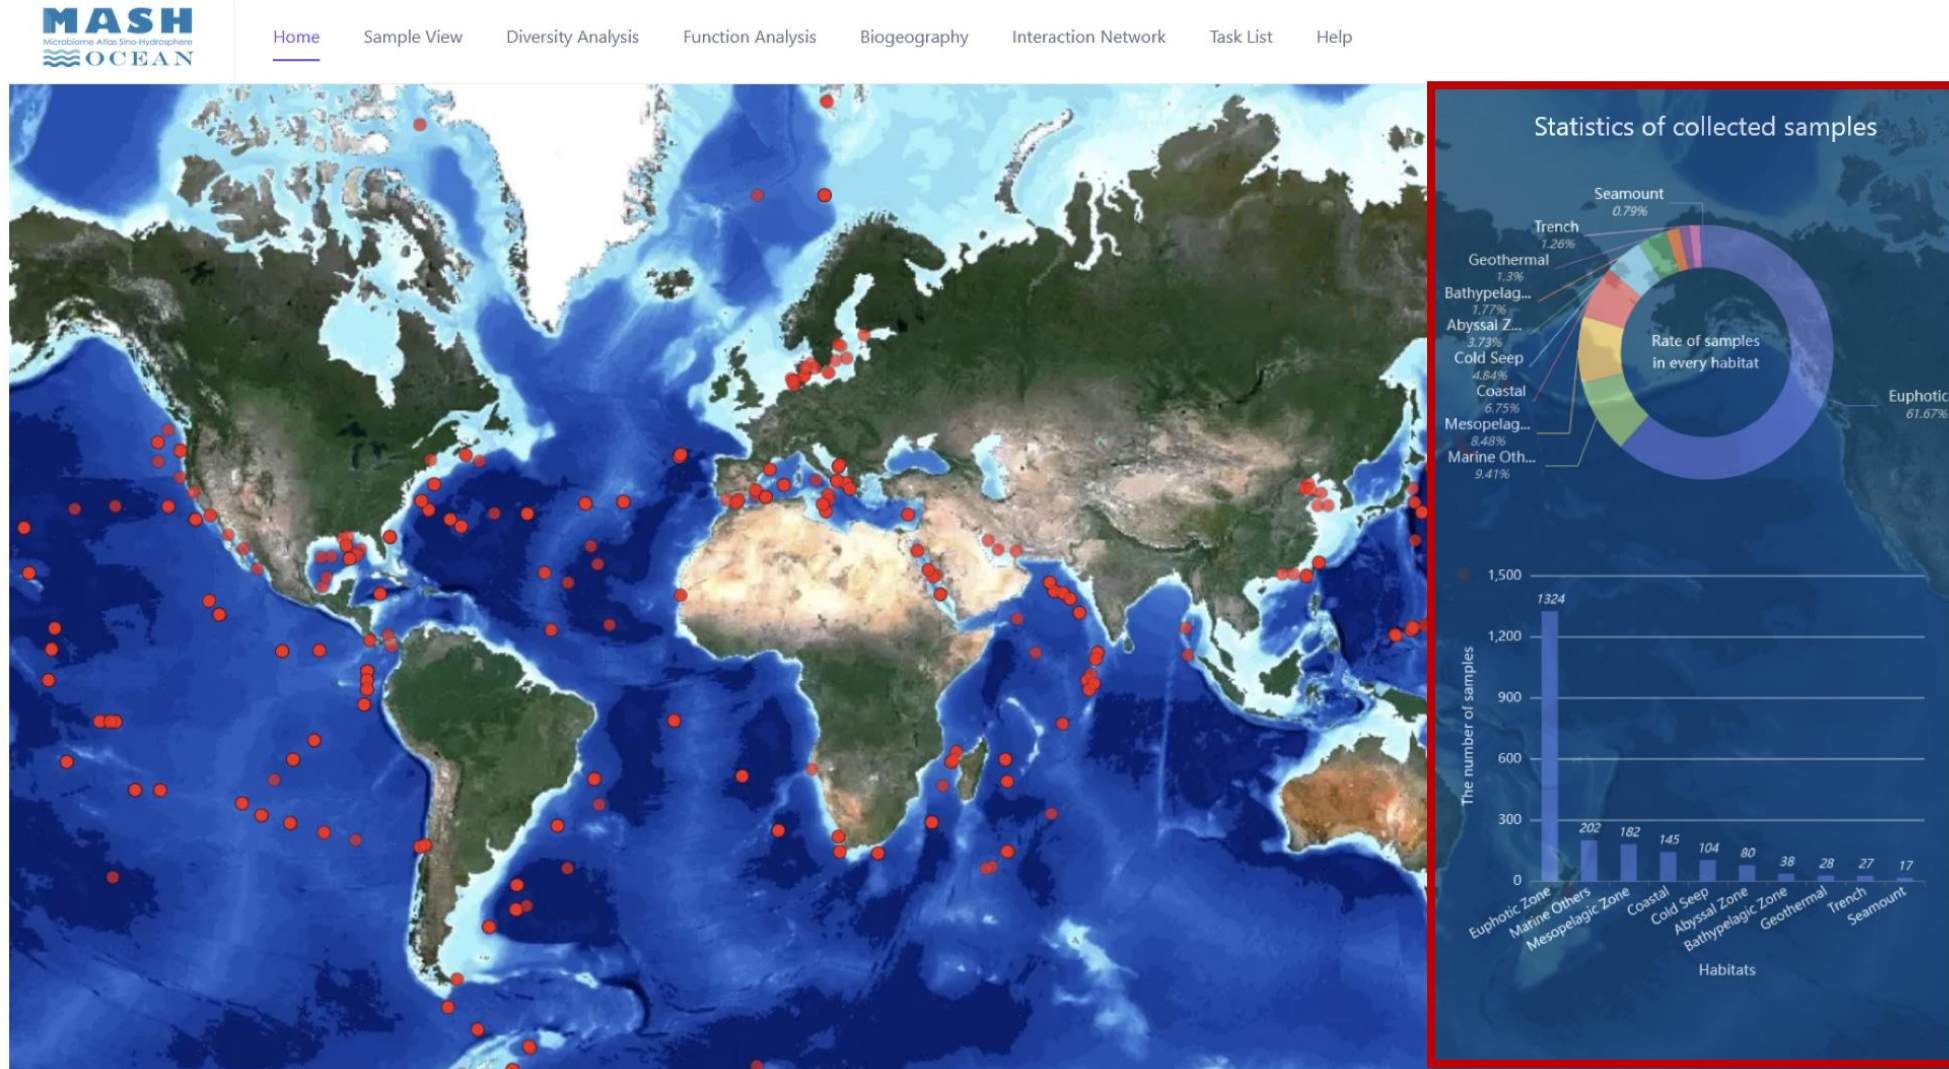 MASH
Microbiome Atlas Sino-Hydrosphere
OCEAN
Home
Sample View
Diversity Analysis
Function Analysis
Biogeography
Interaction Network
Task List
Help
Statistics of collected samples
Seamount
0.79%
Trench
1.26%
Geothermal
1.3%
Bathypelag...
1.77%
Abyssal Z...
3.73%
Cold Seep
4.84%
Coastal
6.75%
Mesopelag...
8.48%
Marine Oth...
9.41%
Rate of samples
in every habitat
Euphotic
61.67%
The number of samples
1,500
1,200
900
600
300
0
1324
202
182
145
104
80
38
28
27
17
Euphotic Zone
Marine Others
Mesopelagic Zone
Coastal
Cold Seep
Abyssal Zone
Bathypelagic Zone
Geothermal
Trench
Seamount
Habitats